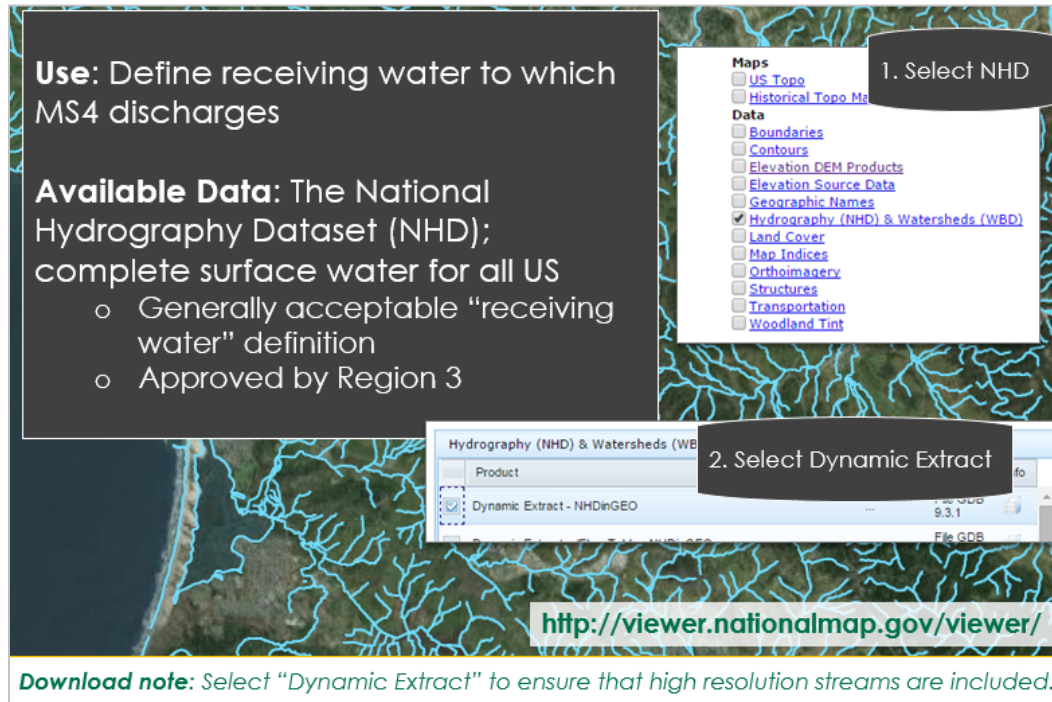 Use: Define receiving water to which
MS4 discharges
Available Data: The National
Hydrography Dataset (NHD);
complete surface water for all US
o Generally acceptable “receiving
water” definition
o Approved by Region 3
1. Select NHD
Maps
US Topo
Historical Topo
Data
Boundaries
Contours
Elevation DEM Products
Elevation Source Data
Geographic Names
Hydrography (NHD) & Watersheds (WBD)
Land Cover
Map Indices
Orthoimagery
Structures
Transportation
Woodland Tint
2. Select Dynamic Extract
Hydrography (NHD) & Watersheds
Product
Dynamic Extract - NHDinGEO
... File GDB
9.3.1
File GDB
http://viewer.nationalmap.gov/viewer/
Download note: Select “Dynamic Extract” to ensure that high resolution streams are included.